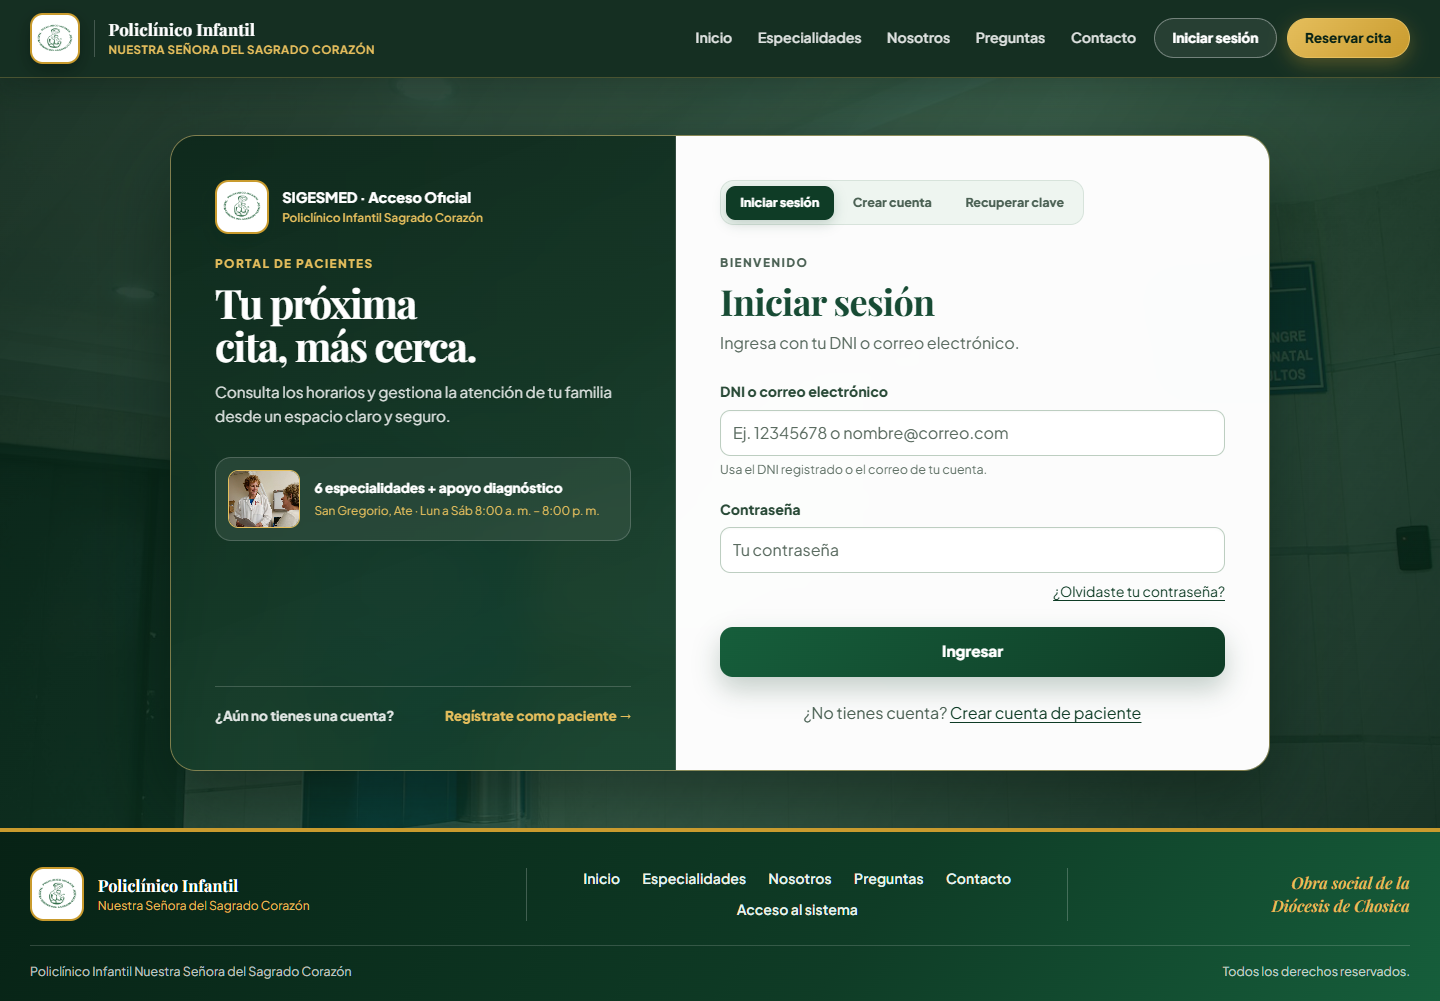 Policlínico Infantil
NUESTRA SEÑORA DEL SAGRADO CORAZÓN
Inicio
Especialidades
Nosotros
Preguntas
Contacto
Iniciar sesión
Reservar cita
SIGESMED · Acceso Oficial
Policlínico Infantil Sagrado Corazón
PORTAL DE PACIENTES
Tu próxima
cita, más cerca.
Consulta los horarios y gestiona la atención de tu familia
desde un espacio claro y seguro.
6 especialidades + apoyo diagnóstico
San Gregorio, Ate · Lun a Sáb 8:00 a. m. – 8:00 p. m.
¿Aún no tienes una cuenta?
Regístrate como paciente →
Iniciar sesión
Crear cuenta
Recuperar clave
BIENVENIDO
Iniciar sesión
Ingresa con tu DNI o correo electrónico.
DNI o correo electrónico
Ej. 12345678 o nombre@correo.com
Usa el DNI registrado o el correo de tu cuenta.
Contraseña
Tu contraseña
¿Olvidaste tu contraseña?
Ingresar
¿No tienes cuenta? Crear cuenta de paciente
Policlínico Infantil
Nuestra Señora del Sagrado Corazón
Inicio
Especialidades
Nosotros
Preguntas
Contacto
Acceso al sistema
Obra social de la
Diócesis de Chosica
Policlínico Infantil Nuestra Señora del Sagrado Corazón
Todos los derechos reservados.